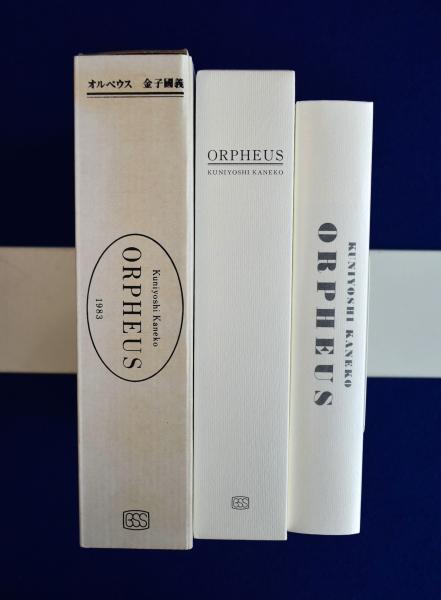 オルペウス 金子國義
Kuniyoshi Kaneko
ORPHEUS
1983
BSS
ORPHEUS
KUNIYOSHI KANEKO
BSS
KUNIYOSHI KANEKO
ORPHEUS